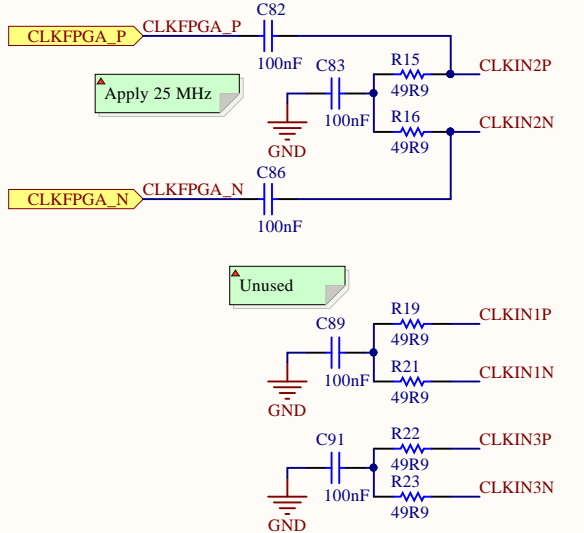 C82
CLKFPGA_P CLKFPGA_P
100nF C83 R15 CLKIN2P
Apply 25 MHz 49R9
100nF R16 CLKIN2N
GND 49R9
C86
CLKFPGA_N CLKFPGA_N
100nF
Unused
C89 R19 CLKIN1P
49R9
100nF R21 CLKIN1N
GND 49R9
C91 R22 CLKIN3P
49R9
100nF R23 CLKIN3N
GND 49R9